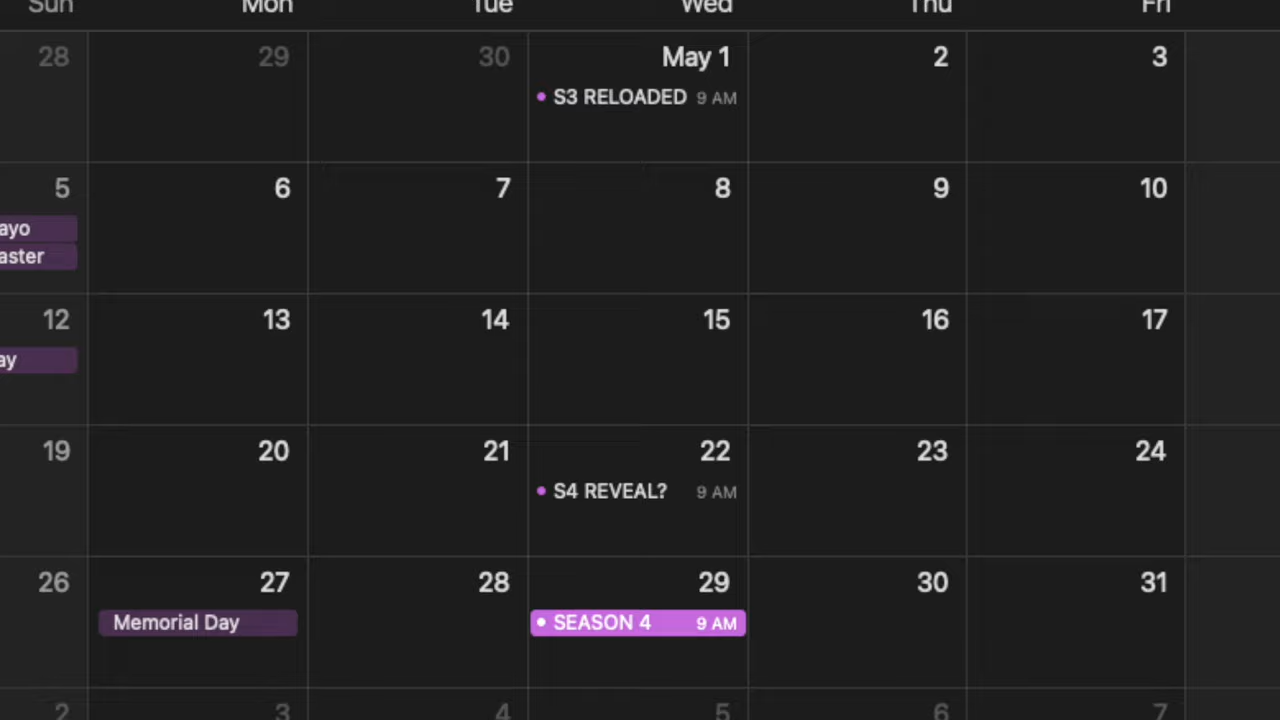 Sun Mon Tue Wed Thu Fri
28 29 30 May 1 2 3
S3 RELOADED 9 AM
5 6 7 8 9 10
ayo
aster
12 13 14 15 16 17
ay
19 20 21 22 23 24
S4 REVEAL? 9 AM
26 27 28 29 30 31
Memorial Day SEASON 4 9 AM
2 3 4 5 6 7